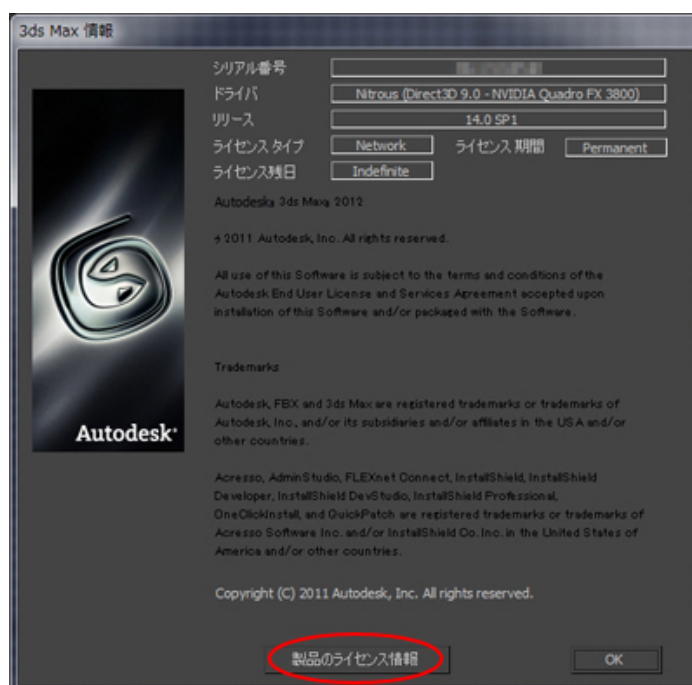 3ds Max 情報
シリアル番号
ドライバ Nitrous (Direct3D 9.0 - NVIDIA Quadro FX 3800)
リリース 14.0 SP1
ライセンス タイプ Network ライセンス 期間 Permanent
ライセンス残日 Indefinite
Autodesk 3ds Max 2012
2011 Autodesk, Inc. All rights reserved.
All use of this Software is subject to the terms and conditions of the
Autodesk End User License and Services Agreement accepted upon
installation of this Software and/or packaged with the Software.
Trademarks
Autodesk, FBX and 3ds Max are registered trademarks or trademarks of
Autodesk, Inc., and/or its subsidiaries and/or affiliates in the USA and/or
other countries.
Acresso, AdminStudio, FLEXnet Connect, InstallShield, InstallShield
Developer, InstallShield DevStudio, InstallShield Professional,
OneClickInstall, and QuickPatch are registered trademarks or trademarks of
Acresso Software Inc. and/or InstallShield Co. Inc. in the United States of
America and/or other countries.
Autodesk
Copyright (C) 2011 Autodesk, Inc. All rights reserved.
製品のライセンス情報 OK